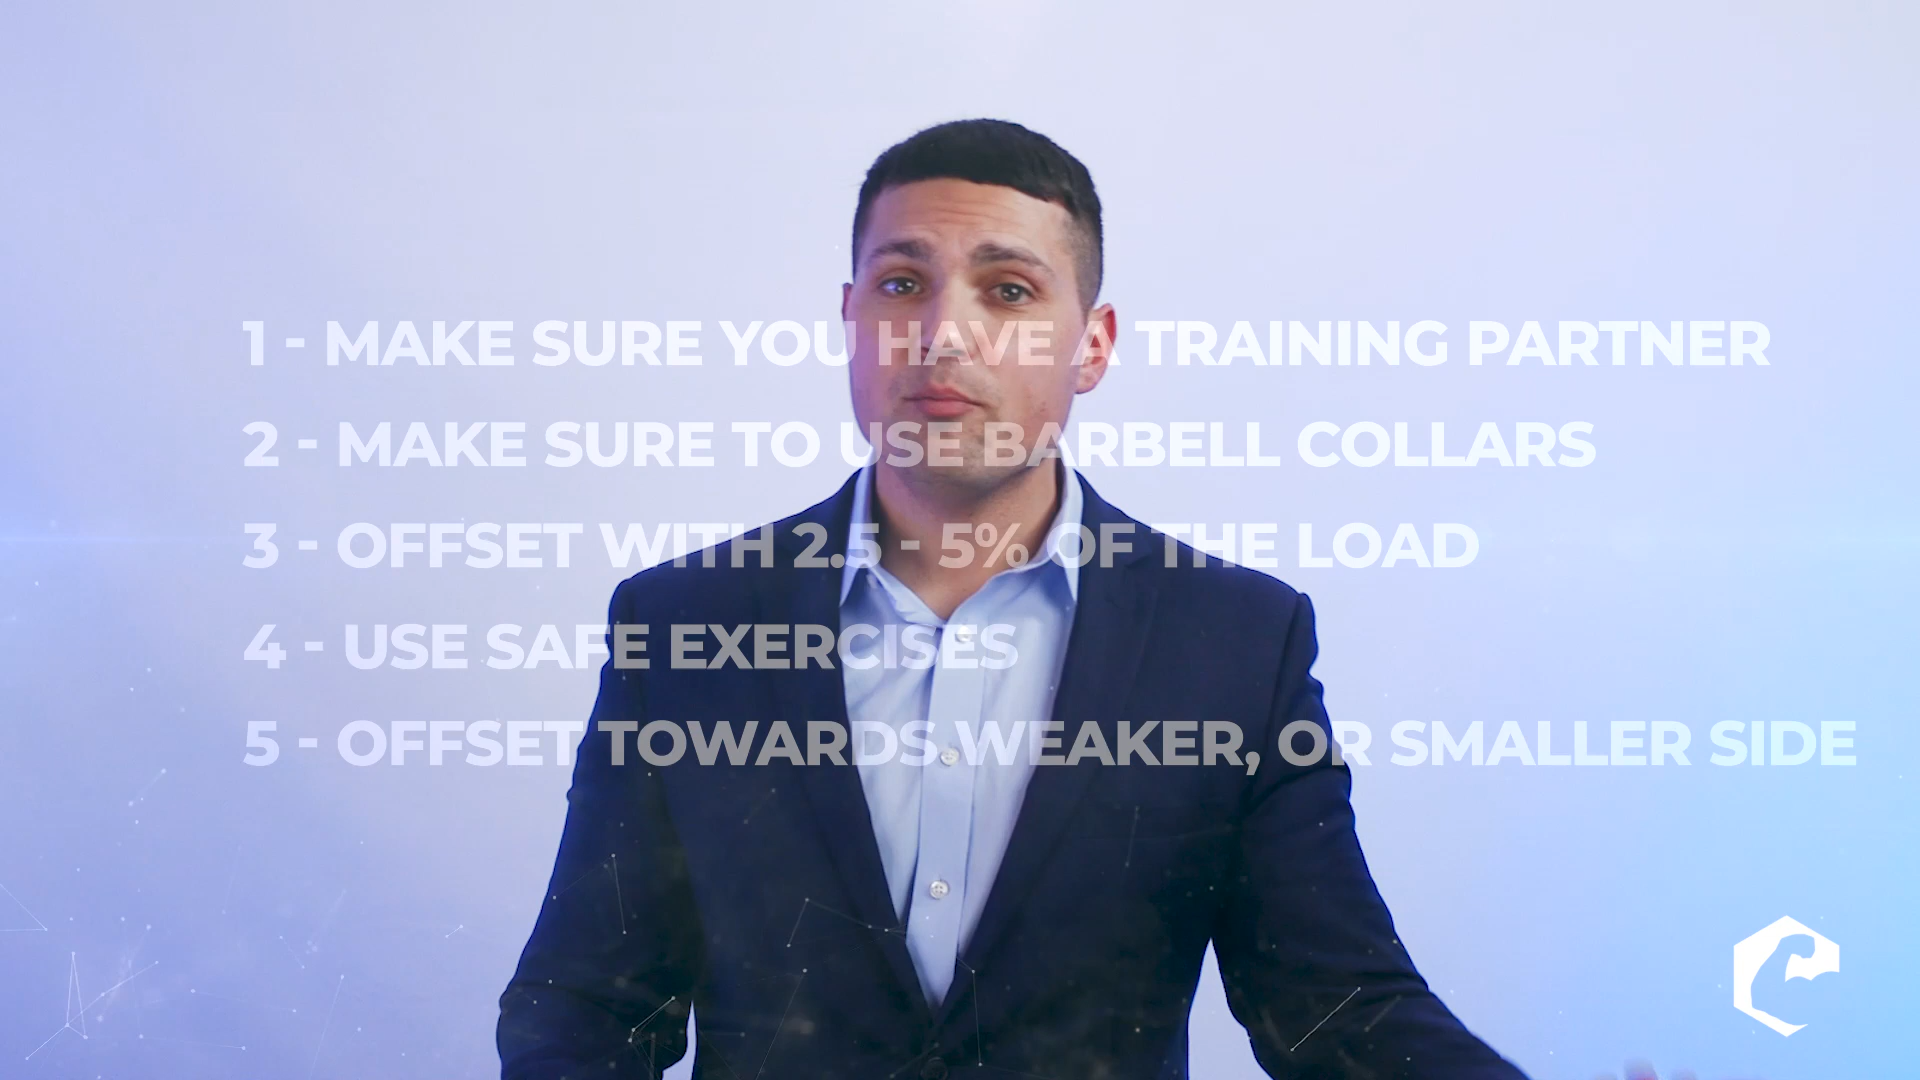 1 - MAKE SURE YOU HAVE A TRAINING PARTNER
2 - MAKE SURE TO USE BARBELL COLLARS
3 - OFFSET WITH 2.5 - 5% OF THE LOAD
4 - USE SAFE EXERCISES
5 - OFFSET TOWARDS WEAKER, OR SMALLER SIDE